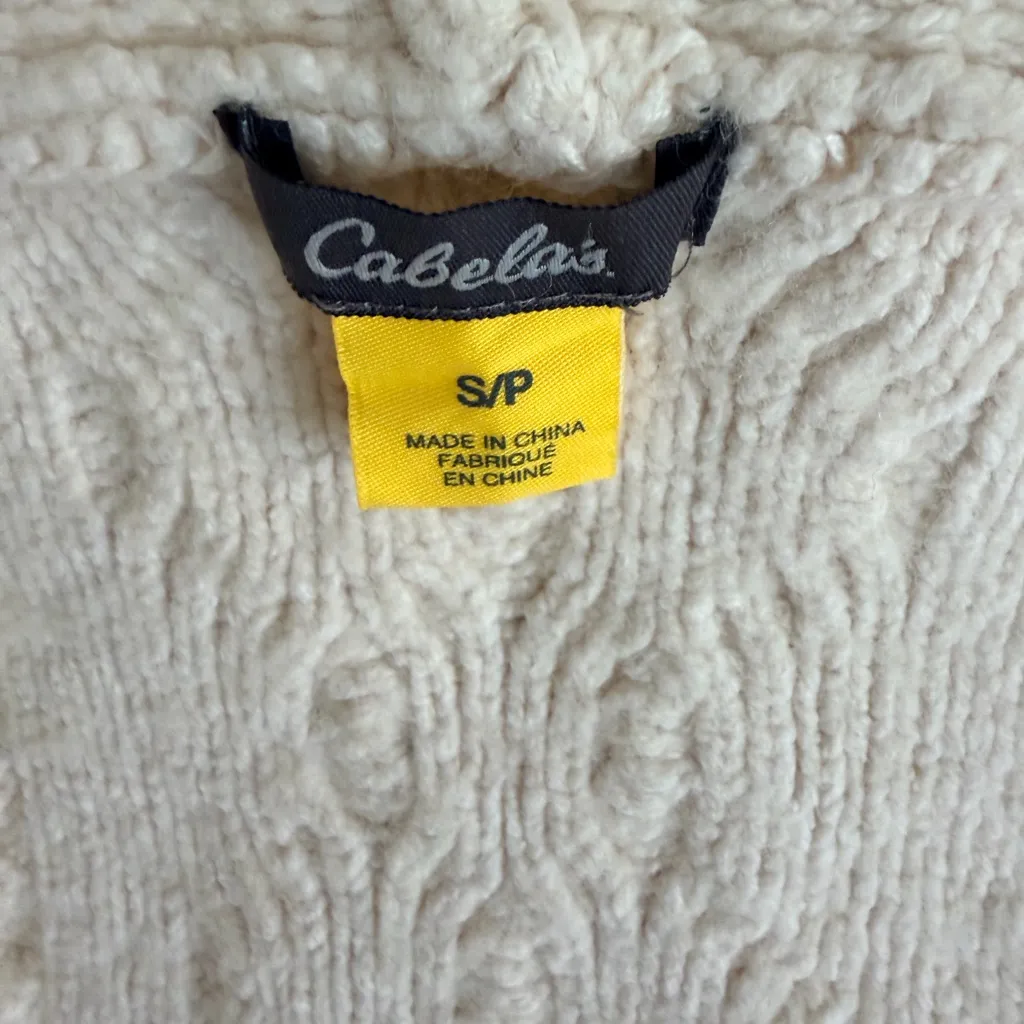 Cabela's
S/P
MADE IN CHINA
FABRIQUÉ
EN CHINE